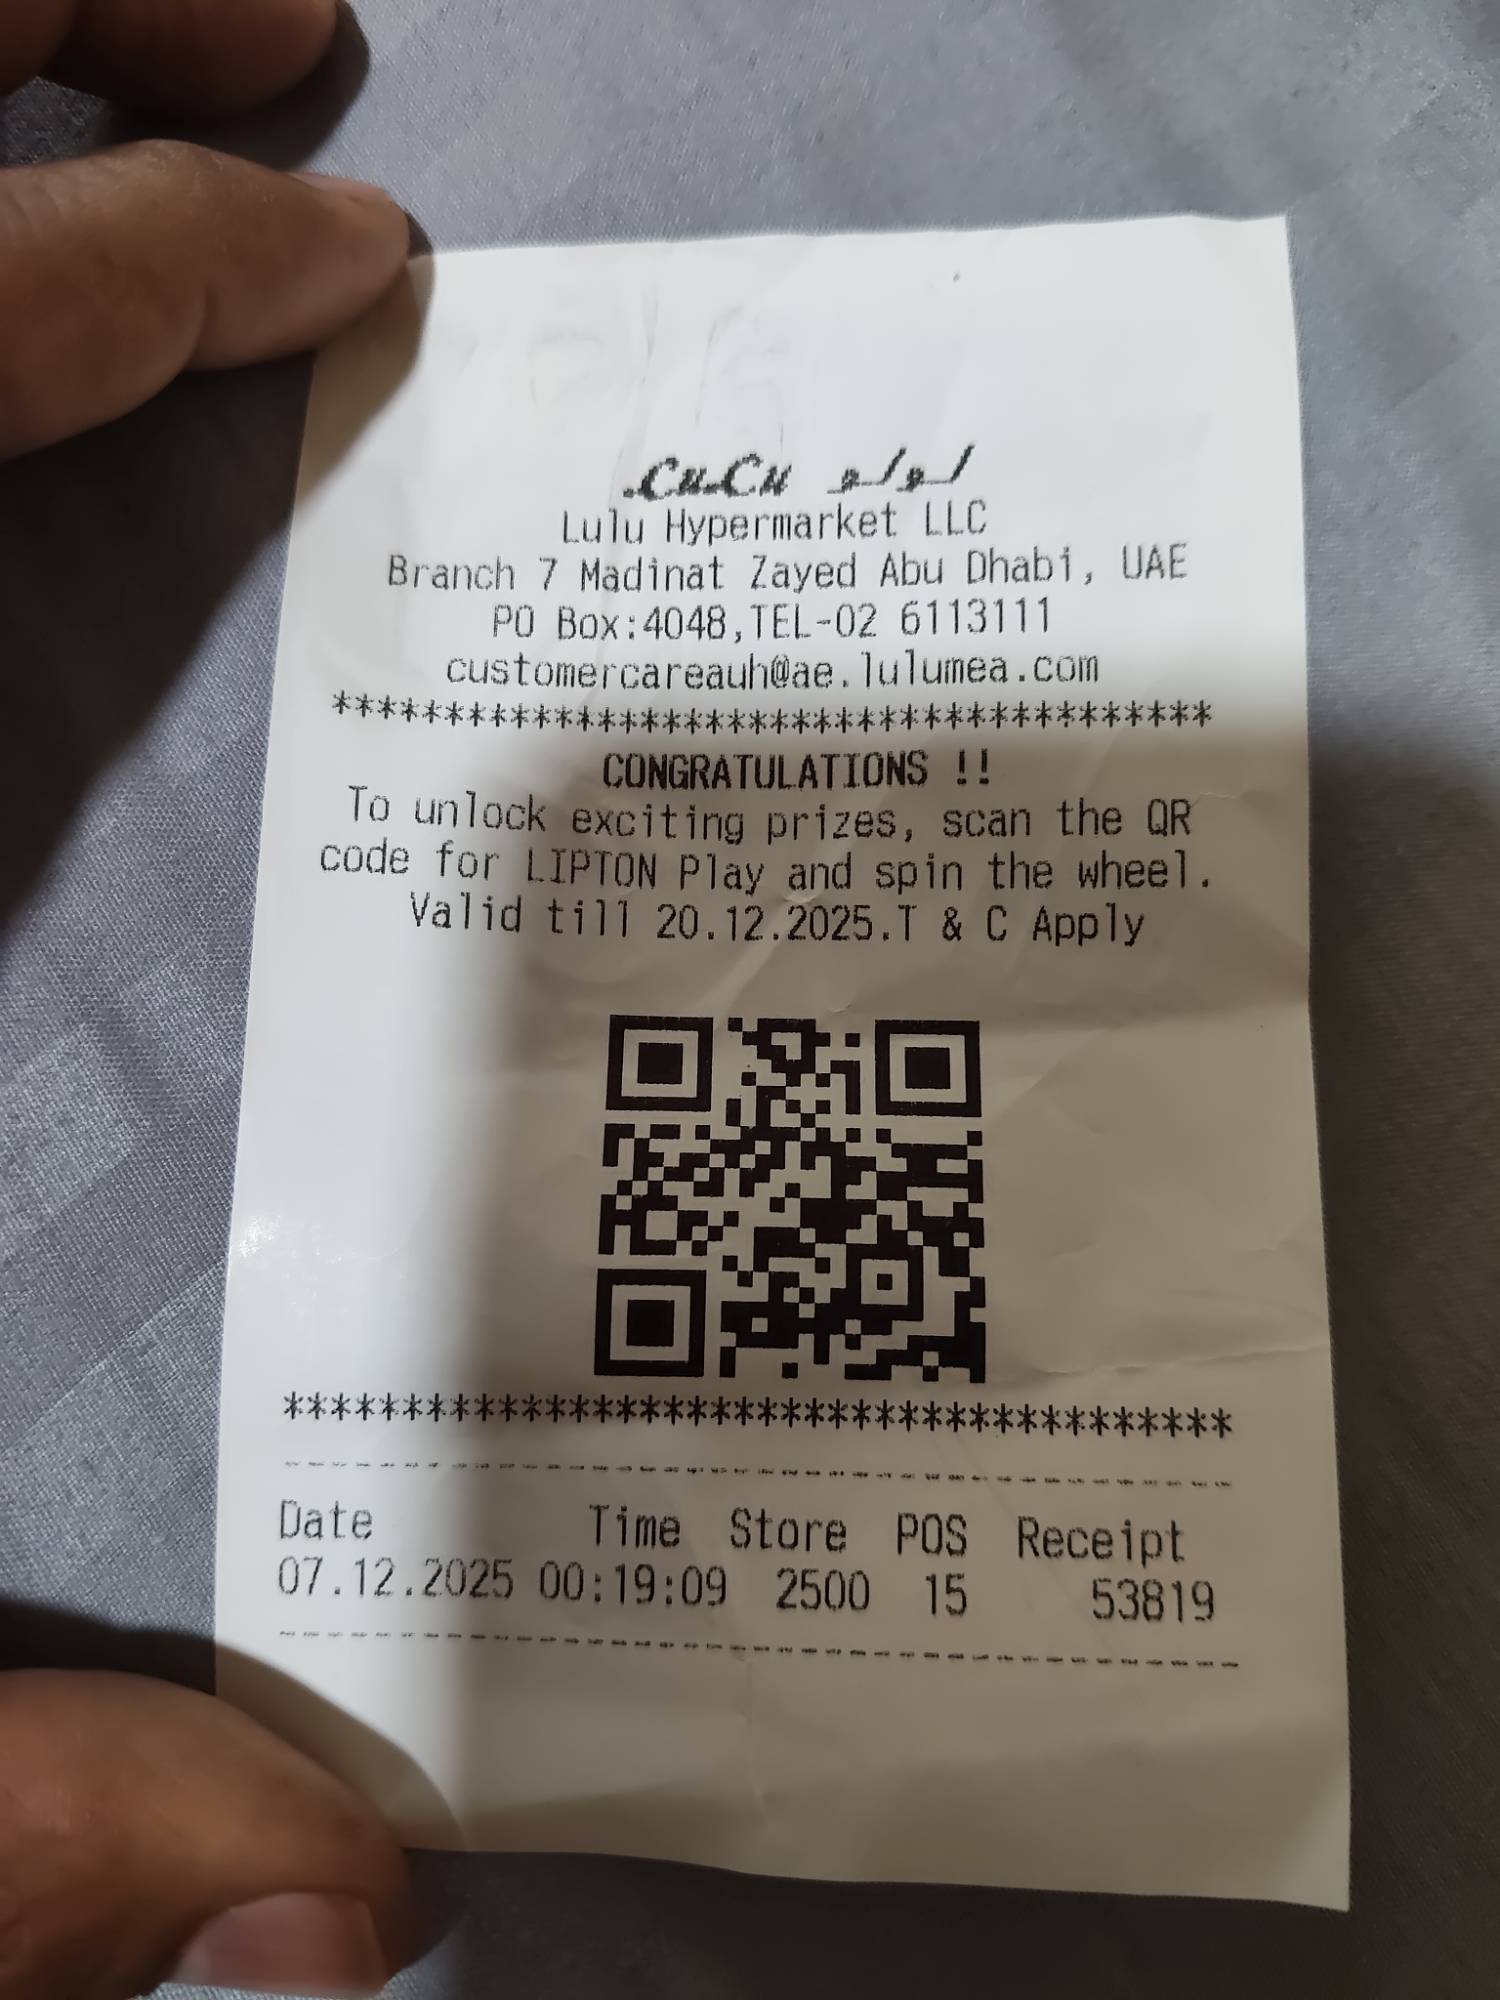 LuLu لولو
Lulu Hypermarket LLC
Branch 7 Madinat Zayed Abu Dhabi, UAE
PO Box:4048,TEL-02 6113111
customercareauh@ae.lulumea.com
****************************************
CONGRATULATIONS !!
To unlock exciting prizes, scan the QR
code for LIPTON Play and spin the wheel.
Valid till 20.12.2025.T & C Apply
****************************************
----------------------------------------
Date Time Store POS Receipt
07.12.2025 00:19:09 2500 15 53819
----------------------------------------